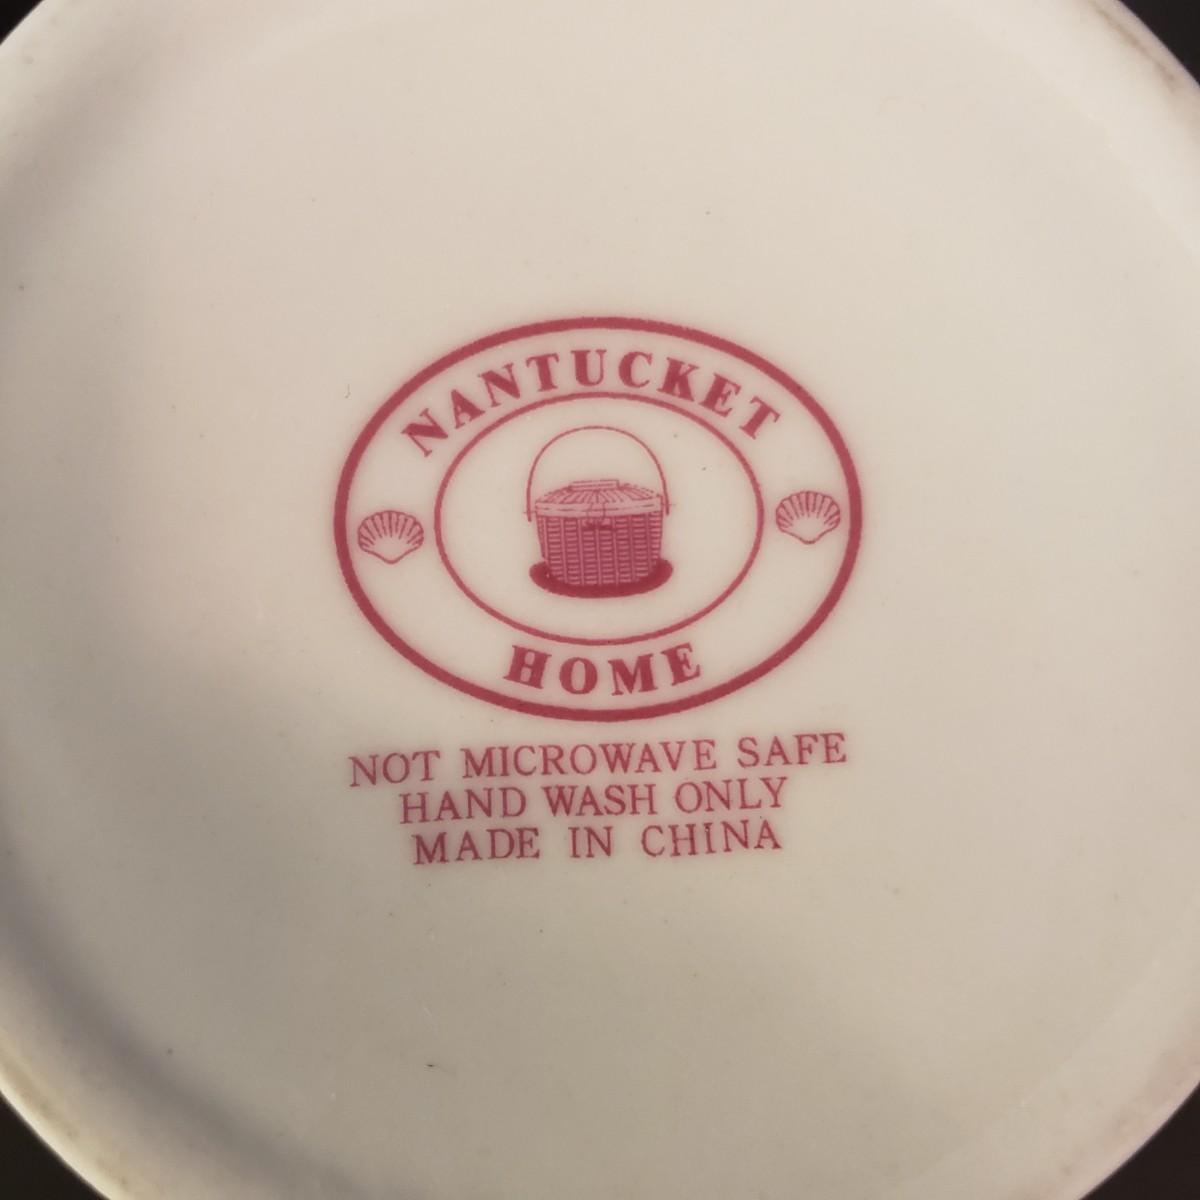 NANTUCKET
HOME
NOT MICROWAVE SAFE
HAND WASH ONLY
MADE IN CHINA